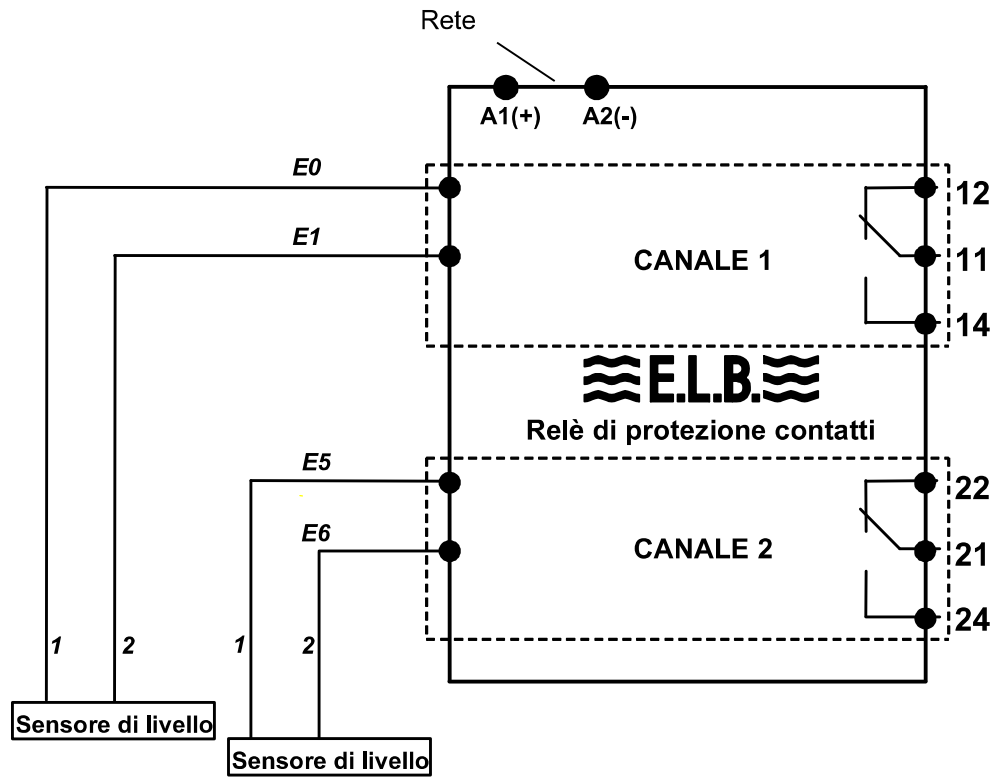 Rete
A1(+) A2(-)
E0
12
E1
CANALE 1
11
14
E.L.B.
Relè di protezione contatti
E5
22
E6
CANALE 2
21
24
1 2 1 2
Sensore di livello
Sensore di livello